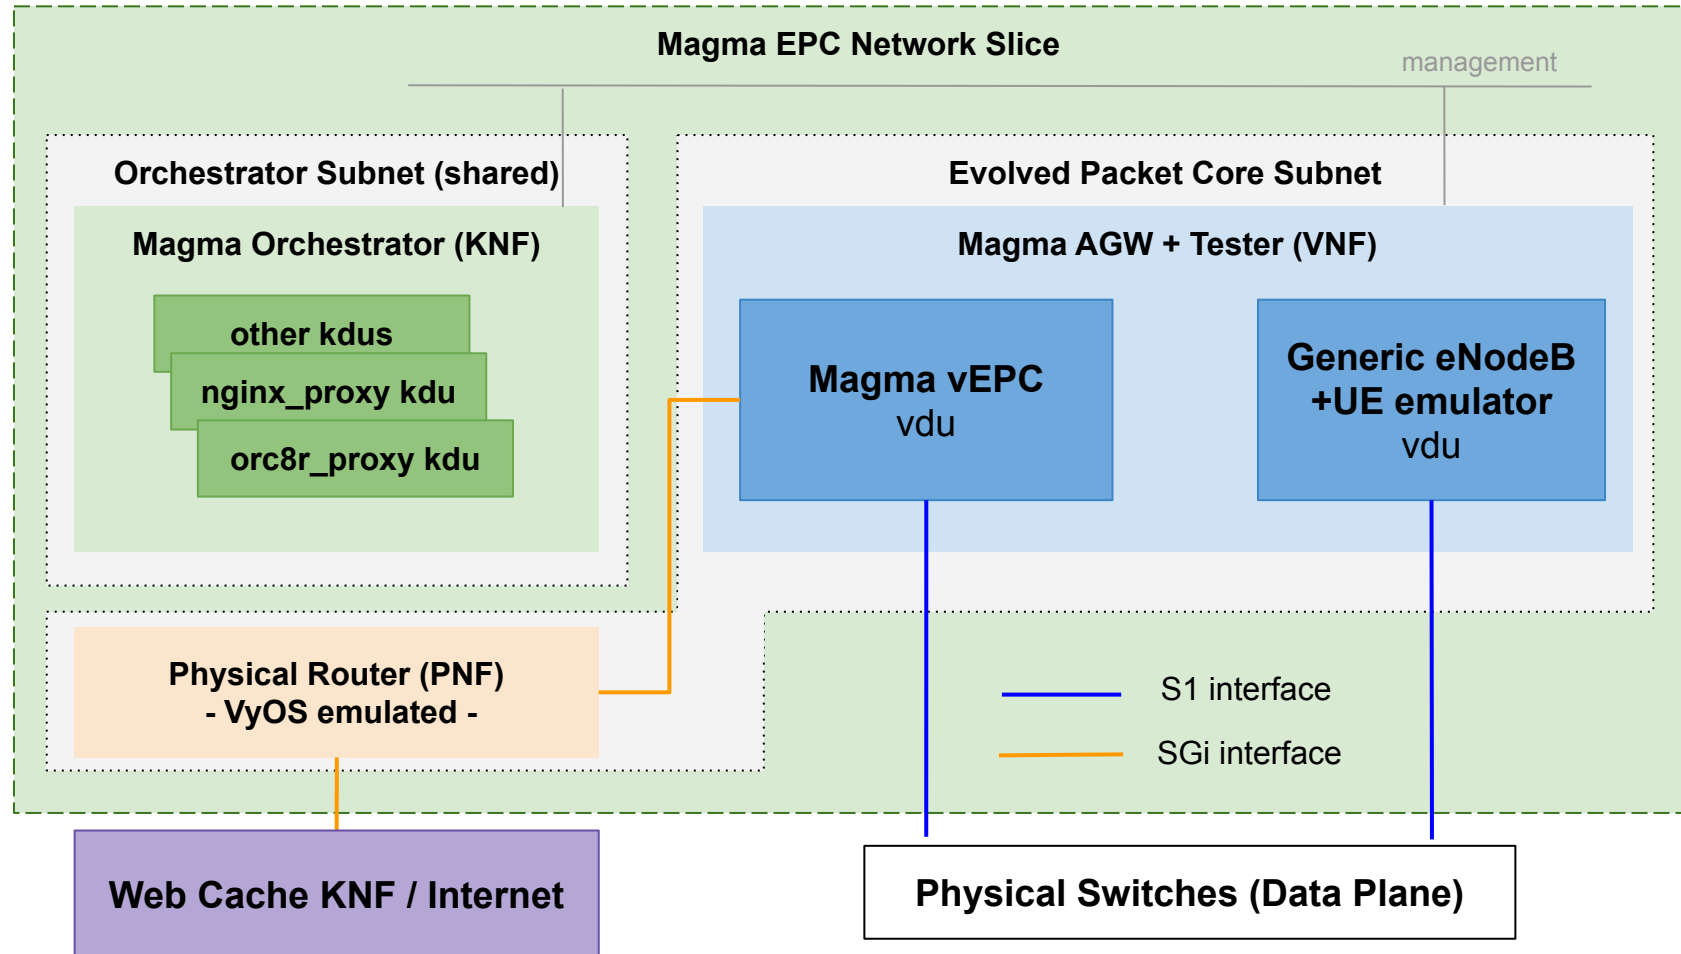 Magma EPC Network Slice
management
Orchestrator Subnet (shared)
Magma Orchestrator (KNF)
other kdus
nginx_proxy kdu
orc8r_proxy kdu
Evolved Packet Core Subnet
Magma AGW + Tester (VNF)
Magma vEPC
vdu
Generic eNodeB
+UE emulator
vdu
Physical Router (PNF)
- VyOS emulated -
S1 interface
SGi interface
Web Cache KNF / Internet
Physical Switches (Data Plane)